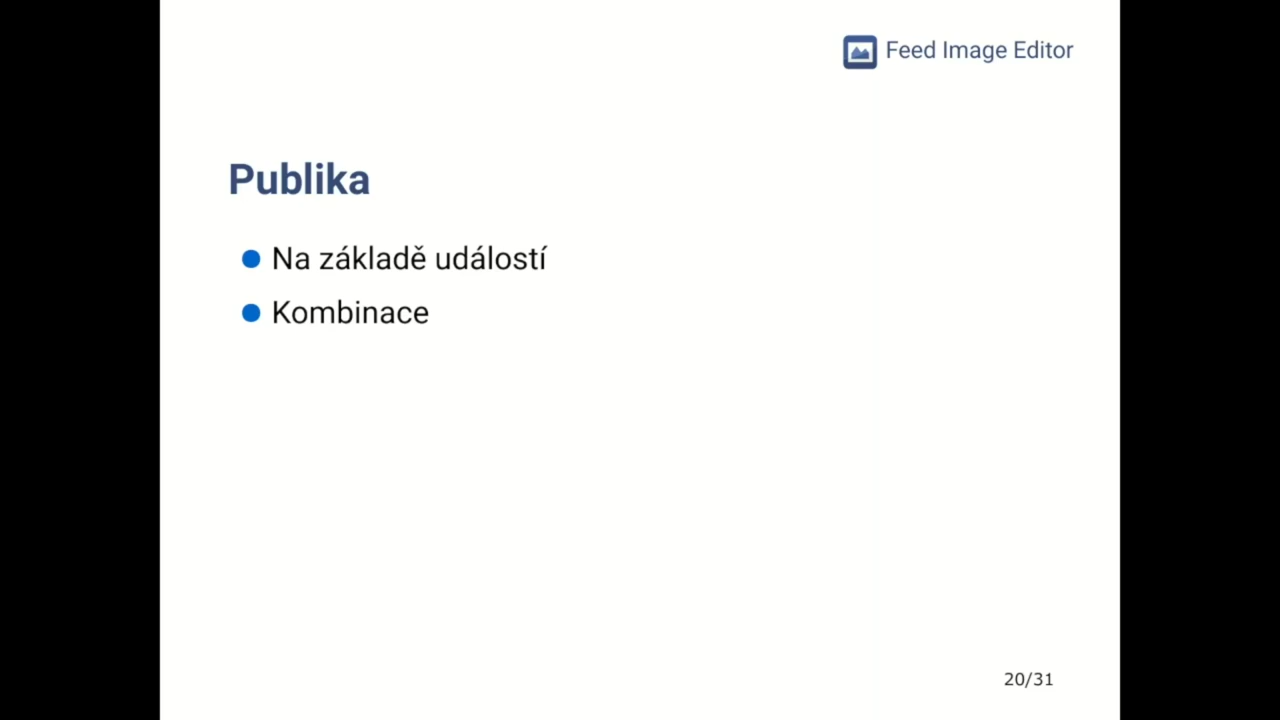 Feed Image Editor
Publika
Na základě událostí
Kombinace
20/31